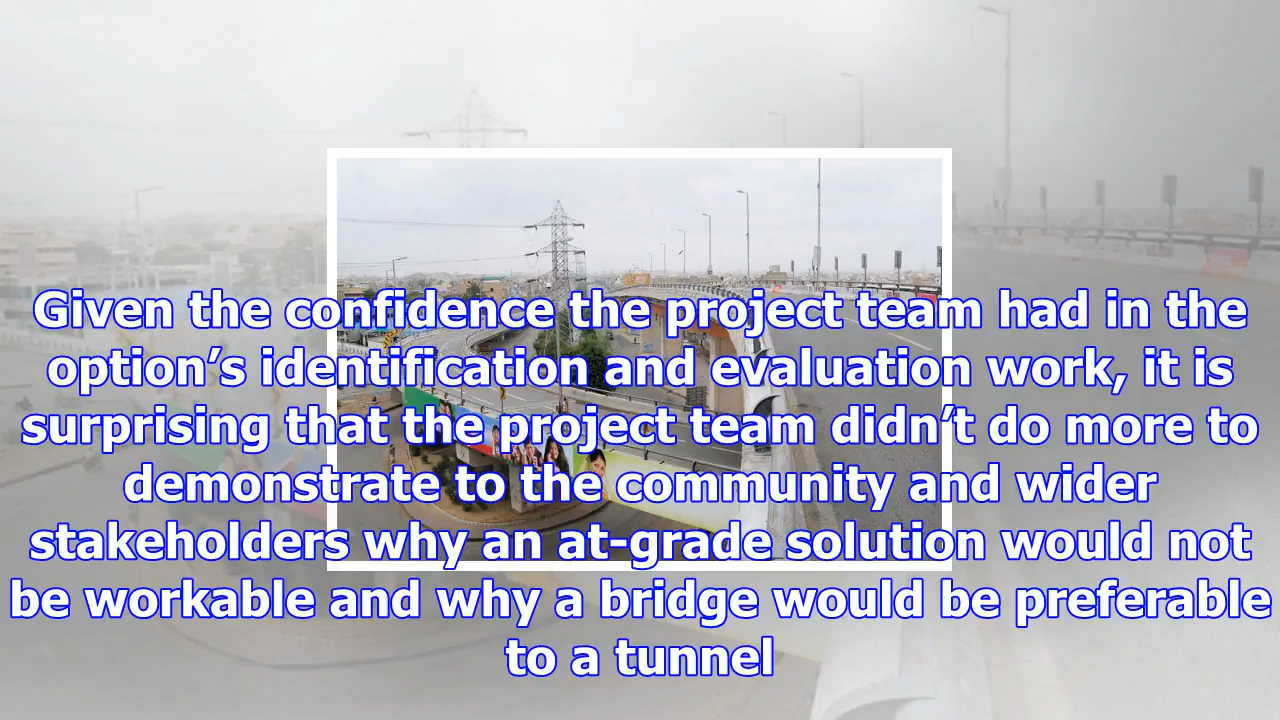 Given the confidence the project team had in the
option’s identification and evaluation work, it is
surprising that the project team didn’t do more to
demonstrate to the community and wider
stakeholders why an at-grade solution would not
be workable and why a bridge would be preferable
to a tunnel